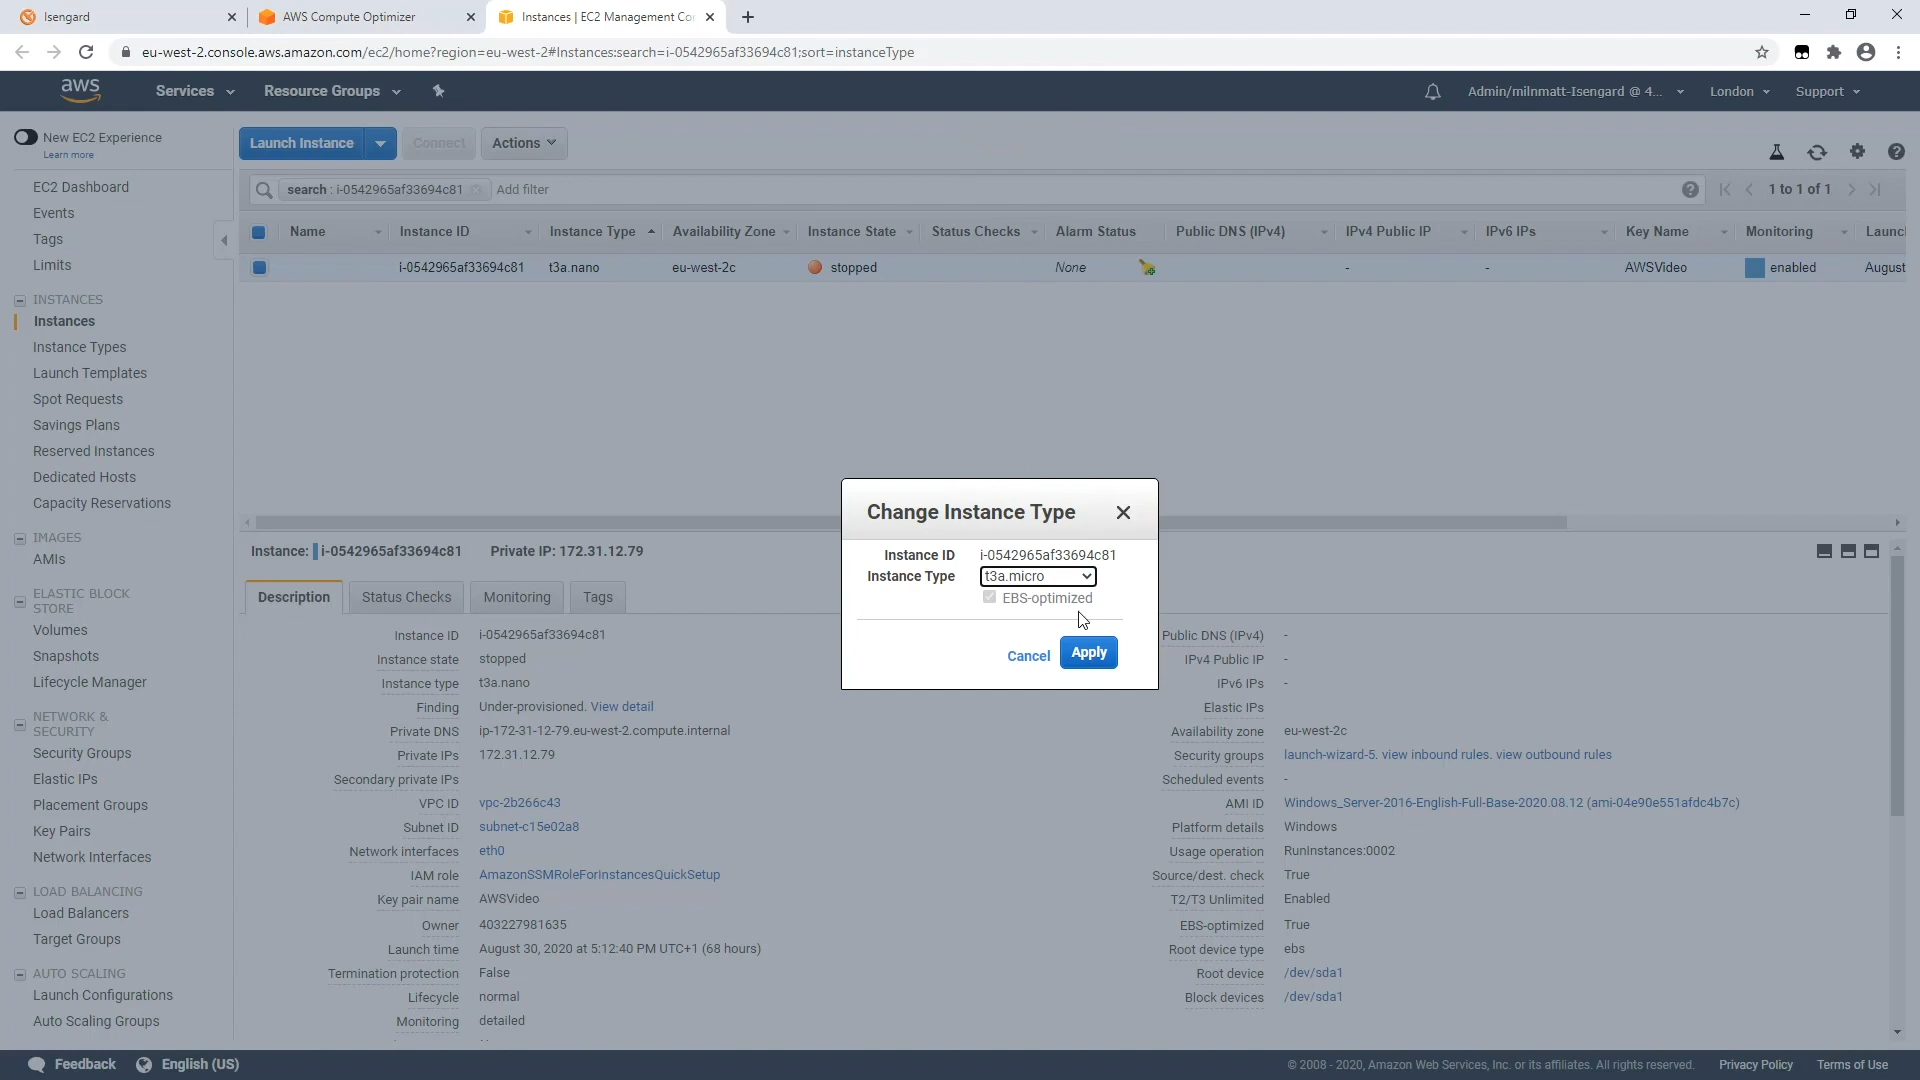 Isengard
AWS Compute Optimizer
Instances | EC2 Management Co
eu-west-2.console.aws.amazon.com/ec2/home?region=eu-west-2#Instances:search=i-0542965af33694c81;sort=instanceType
aws
Services
Resource Groups
Admin/milnmatt-Isengard @ 4...
London
Support
New EC2 Experience
Learn more
Launch Instance
Connect
Actions
EC2 Dashboard
Events
Tags
Limits
INSTANCES
Instances
Instance Types
Launch Templates
Spot Requests
Savings Plans
Reserved Instances
Dedicated Hosts
Capacity Reservations
IMAGES
AMIs
ELASTIC BLOCK
STORE
Volumes
Snapshots
Lifecycle Manager
NETWORK &
SECURITY
Security Groups
Elastic IPs
Placement Groups
Key Pairs
Network Interfaces
LOAD BALANCING
Load Balancers
Target Groups
AUTO SCALING
Launch Configurations
Auto Scaling Groups
search : i-0542965af33694c81
Add filter
1 to 1 of 1
Name
Instance ID
Instance Type
Availability Zone
Instance State
Status Checks
Alarm Status
Public DNS (IPv4)
IPv4 Public IP
IPv6 IPs
Key Name
Monitoring
Launc
i-0542965af33694c81
t3a.nano
eu-west-2c
stopped
None
-
-
AWSVideo
enabled
August
Change Instance Type
Instance ID i-0542965af33694c81
Instance Type t3a.micro
EBS-optimized
Cancel
Apply
Instance: i-0542965af33694c81 Private IP: 172.31.12.79
Description
Status Checks
Monitoring
Tags
Instance ID i-0542965af33694c81
Instance state stopped
Instance type t3a.nano
Finding Under-provisioned. View detail
Private DNS ip-172-31-12-79.eu-west-2.compute.internal
Private IPs 172.31.12.79
Secondary private IPs
VPC ID vpc-2b266c43
Subnet ID subnet-c15e02a8
Network interfaces eth0
IAM role AmazonSSMRoleForInstancesQuickSetup
Key pair name AWSVideo
Owner 403227981635
Launch time August 30, 2020 at 5:12:40 PM UTC+1 (68 hours)
Termination protection False
Lifecycle normal
Monitoring detailed
Public DNS (IPv4) -
IPv4 Public IP -
IPv6 IPs -
Elastic IPs
Availability zone eu-west-2c
Security groups launch-wizard-5. view inbound rules. view outbound rules
Scheduled events -
AMI ID Windows_Server-2016-English-Full-Base-2020.08.12 (ami-04e90e551afdc4b7c)
Platform details Windows
Usage operation RunInstances:0002
Source/dest. check True
T2/T3 Unlimited Enabled
EBS-optimized True
Root device type ebs
Root device /dev/sda1
Block devices /dev/sda1
Feedback
English (US)
© 2008 - 2020, Amazon Web Services, Inc. or its affiliates. All rights reserved.
Privacy Policy
Terms of Use